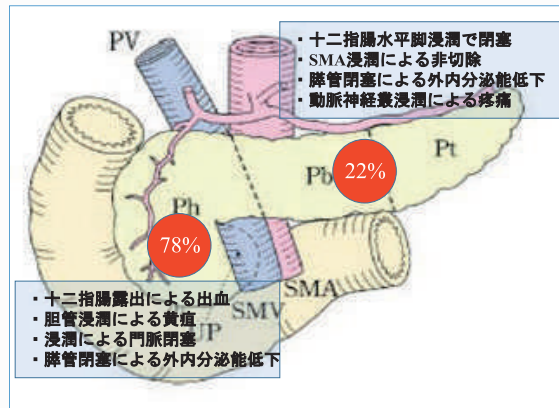 PV
・十二指腸水平脚浸潤で閉塞
・SMA浸潤による非切除
・膵管閉塞による外内分泌能低下
・動脈神経叢浸潤による疼痛
Pt
Pb
22%
Ph
78%
SMA
SMV
UP
・十二指腸露出による出血
・胆管浸潤による黄疸
・浸潤による門脈閉塞
・膵管閉塞による外内分泌能低下